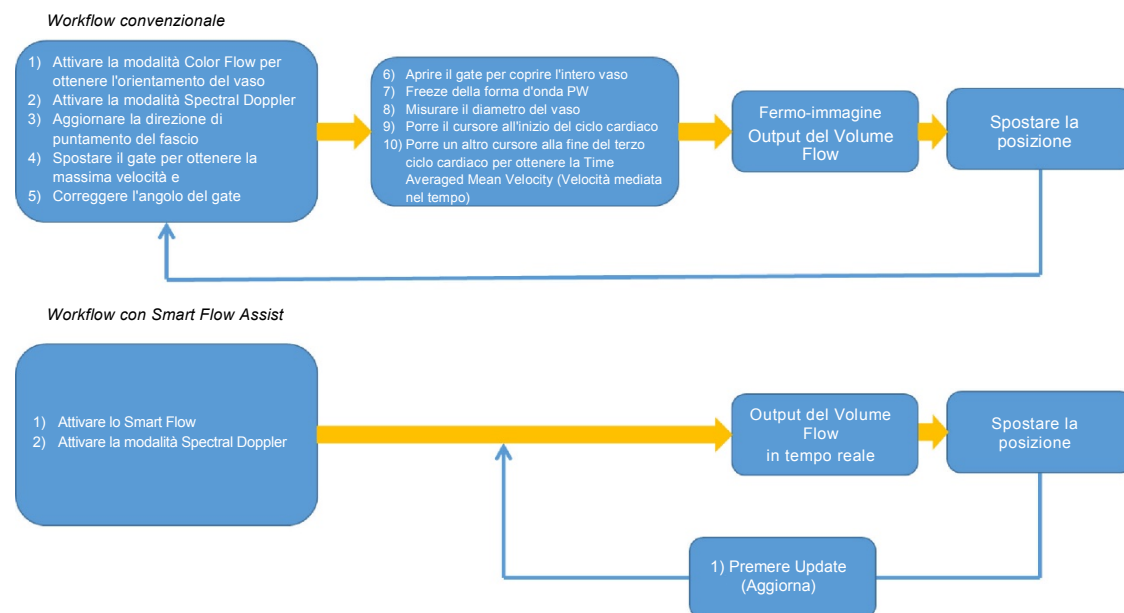 Workflow convenzionale
1) Attivare la modalità Color Flow per
ottenere l'orientamento del vaso
2) Attivare la modalità Spectral Doppler
3) Aggiornare la direzione di
puntamento del fascio
4) Spostare il gate per ottenere la
massima velocità e
5) Correggere l'angolo del gate
6) Aprire il gate per coprire l'intero vaso
7) Freeze della forma d'onda PW
8) Misurare il diametro del vaso
9) Porre il cursore all'inizio del ciclo cardiaco
10) Porre un altro cursore alla fine del terzo
ciclo cardiaco per ottenere la Time
Averaged Mean Velocity (Velocità mediata
nel tempo)
Fermo-immagine
Output del Volume
Flow
Spostare la
posizione
Workflow con Smart Flow Assist
1) Attivare lo Smart Flow
2) Attivare la modalità Spectral Doppler
Output del Volume
Flow
in tempo reale
Spostare la
posizione
1) Premere Update
(Aggiorna)